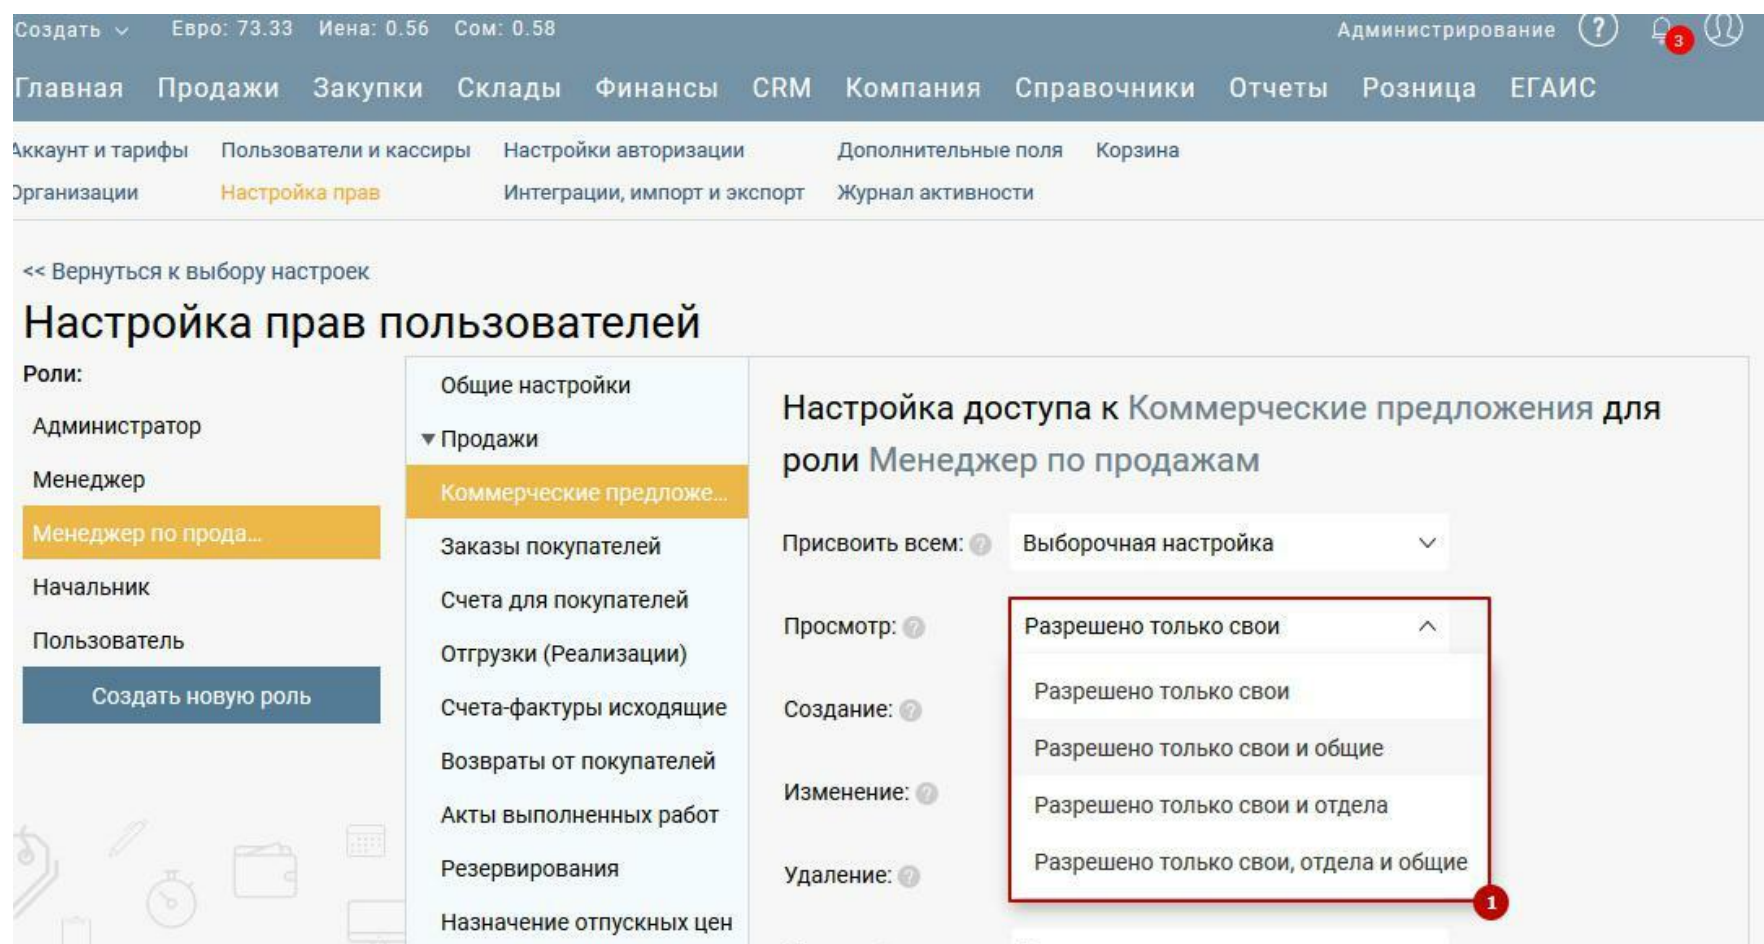 Создать Евро: 73.33 Иена: 0.56 Сом: 0.58 Администрирование ? 3
Главная Продажи Закупки Склады Финансы CRM Компания Справочники Отчеты Розница ЕГАИС
Аккаунт и тарифы Пользователи и кассиры Настройки авторизации Дополнительные поля Корзина
Организации Настройка прав Интеграции, импорт и экспорт Журнал активности
<< Вернуться к выбору настроек
Настройка прав пользователей
Роли:
Администратор
Менеджер
Менеджер по прода...
Начальник
Пользователь
Создать новую роль
Общие настройки
Продажи
Коммерческие предложе...
Заказы покупателей
Счета для покупателей
Отгрузки (Реализации)
Счета-фактуры исходящие
Возвраты от покупателей
Акты выполненных работ
Резервирования
Назначение отпускных цен
Настройка доступа к Коммерческие предложения для
роли Менеджер по продажам
Присвоить всем: ? Выборочная настройка
Просмотр: ? Разрешено только свои
Разрешено только свои
Создание: ?
Разрешено только свои и общие
Изменение: ?
Разрешено только свои и отдела
Разрешено только свои, отдела и общие
Удаление: ?
1